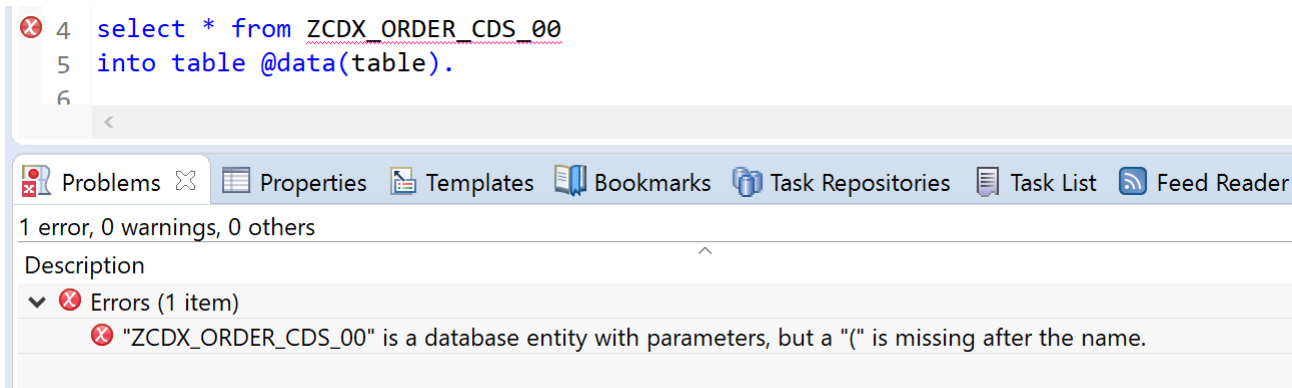 4 select * from ZCDX_ORDER_CDS_00
5 into table @data(table).
6
Problems Properties Templates Bookmarks Task Repositories Task List Feed Reader
1 error, 0 warnings, 0 others
Description
Errors (1 item)
"ZCDX_ORDER_CDS_00" is a database entity with parameters, but a "(" is missing after the name.